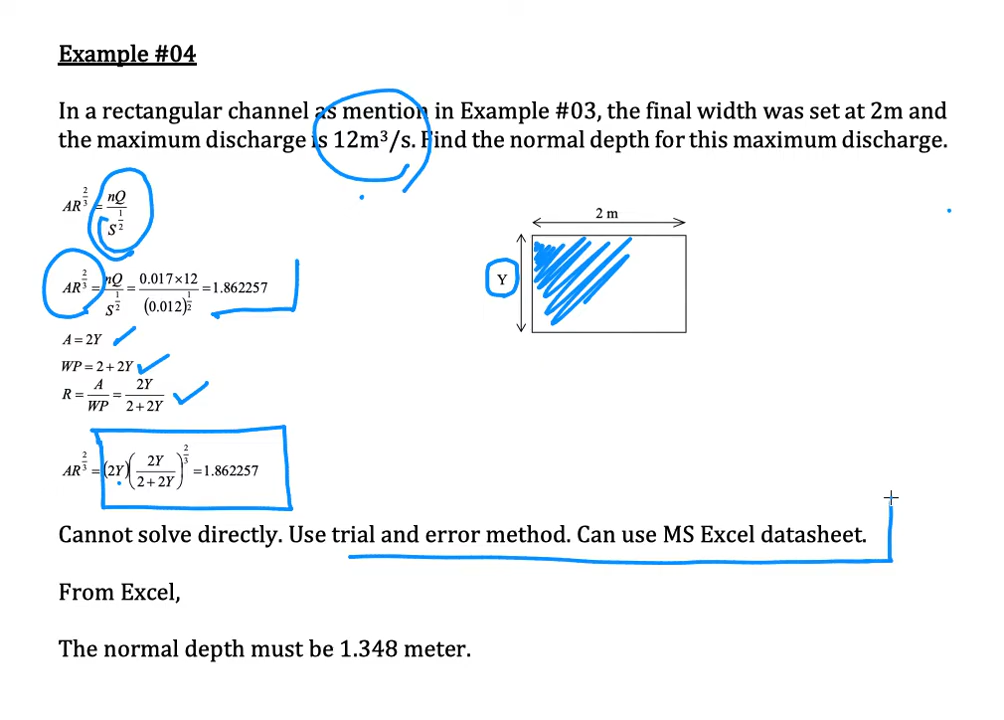 Example #04
In a rectangular channel as mention in Example #03, the final width was set at 2m and
the maximum discharge is 12m³/s. Find the normal depth for this maximum discharge.
AR^(2/3) = nQ / S^(1/2)
2 m
AR^(2/3) = nQ / S^(1/2) = 0.017×12 / (0.012)^(1/2) = 1.862257
Y
A = 2Y
WP = 2 + 2Y
R = A / WP = 2Y / 2 + 2Y
AR^(2/3) = (2Y)(2Y / 2 + 2Y)^(2/3) = 1.862257
Cannot solve directly. Use trial and error method. Can use MS Excel datasheet.
From Excel,
The normal depth must be 1.348 meter.